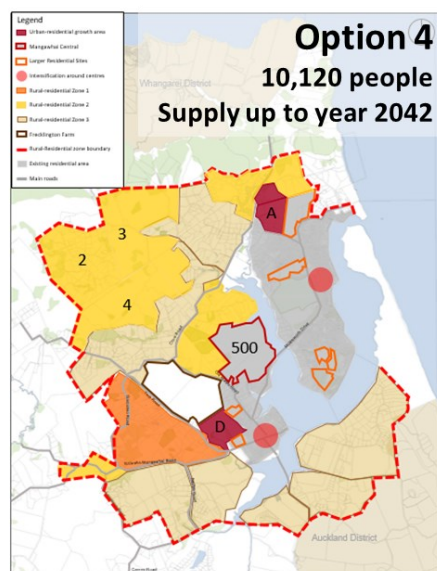 Option 4
10,120 people
Supply up to year 2042
Legend
Urban-residential growth area
Mangawhai Central
Larger Residential Sites
Intensification around centres
Rural-residential Zone 1
Rural-residential Zone 2
Rural-residential Zone 3
Frecklington Farm
Rural-Residential zone boundary
Existing residential area
Main roads
Whangarei District
A
3
2
4
500
D
Auckland District